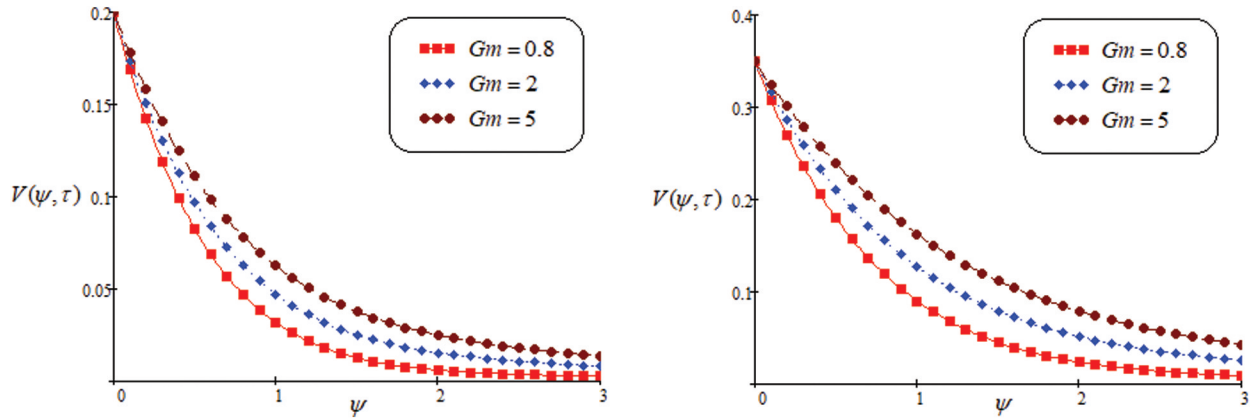 0.2
0.15
0.1
0.05
V(ψ,τ)
Gm = 0.8
Gm = 2
Gm = 5
0 1 2 3
ψ
0.4
0.3
0.2
0.1
V(ψ,τ)
Gm = 0.8
Gm = 2
Gm = 5
0 1 2 3
ψ